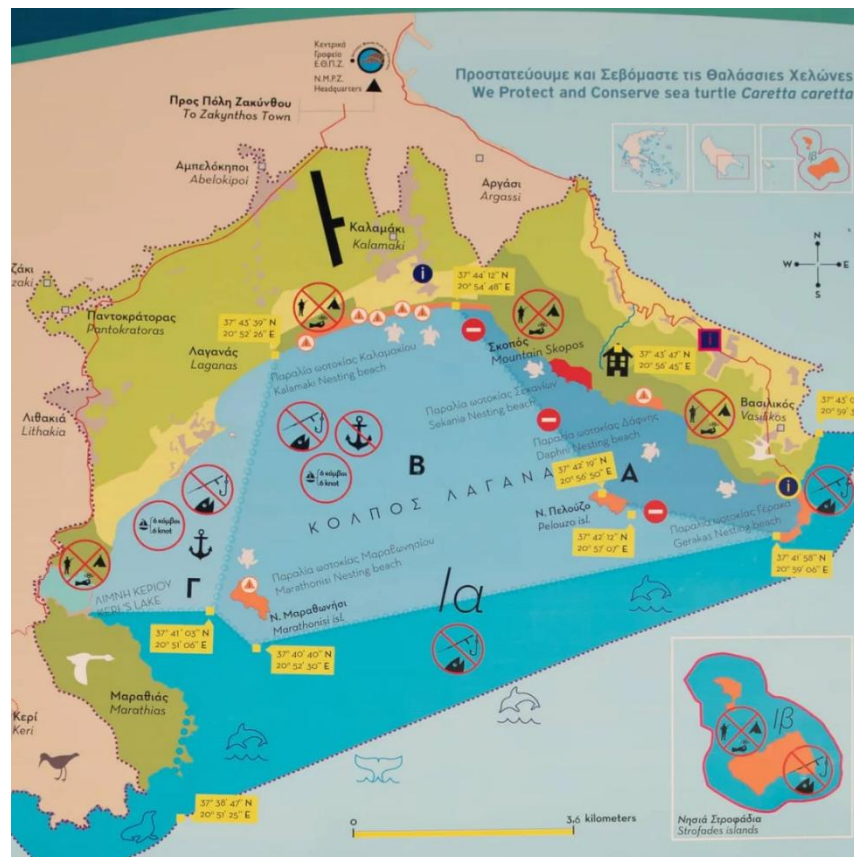 Κεντρικά
Γραφεία
Ε.Θ.Π.Ζ.
N.M.P.Z.
Headquarters
Προστατεύουμε και Σεβόμαστε τις Θαλάσσιες Χελώνες
We Protect and Conserve sea turtle Caretta caretta
Προς Πόλη Ζακύνθου
To Zakynthos Town
Αμπελόκηποι
Abelokipoi
Αργάσι
Argassi
Ιβ
Καλαμάκι
Kalamaki
N
W
E
S
ζάκι
zaki
Παντοκράτορας
Pantokratoras
37° 44' 12'' N
20° 54' 48'' E
37° 43' 39'' N
20° 52' 26'' E
Λαγανάς
Laganas
Σκοπός
Mountain Skopos
37° 43' 47'' N
20° 56' 45'' E
Παραλία ωοτοκίας Καλαμακίου
Kalamaki Nesting beach
Παραλία ωοτοκίας Σεκανίων
Sekania Nesting beach
Βασιλικός
Vasilikos
Λιθακιά
Lithakia
Παραλία ωοτοκίας Δάφνης
Daphni Nesting beach
Β
Α
37° 42' 19'' N
20° 56' 50'' E
6 κόμβοι
6 knot
6 κόμβοι
6 knot
ΚΟΛΠΟΣ ΛΑΓΑΝΑ
Ν. Πελούζο
Pelouzo isl.
Παραλία ωοτοκίας Γέρακα
Gerakas Nesting beach
37° 42' 12'' N
20° 57' 07'' E
37° 41' 58'' N
20° 59' 06'' E
Γ
Παραλία ωοτοκίας Μαραθωνησίου
Marathonisi Nesting beach
ΛΙΜΝΗ ΚΕΡΙΟΥ
KERI'S LAKE
Ν. Μαραθωνήσι
Marathonisi isl.
Ια
37° 41' 03'' N
20° 51' 06'' E
37° 40' 40'' N
20° 52' 30'' E
Μαραθιάς
Marathias
Κερί
Keri
Ιβ
37° 38' 47'' N
20° 51' 25'' E
0
3,6 kilometers
Νησιά Στροφάδια
Strofades islands